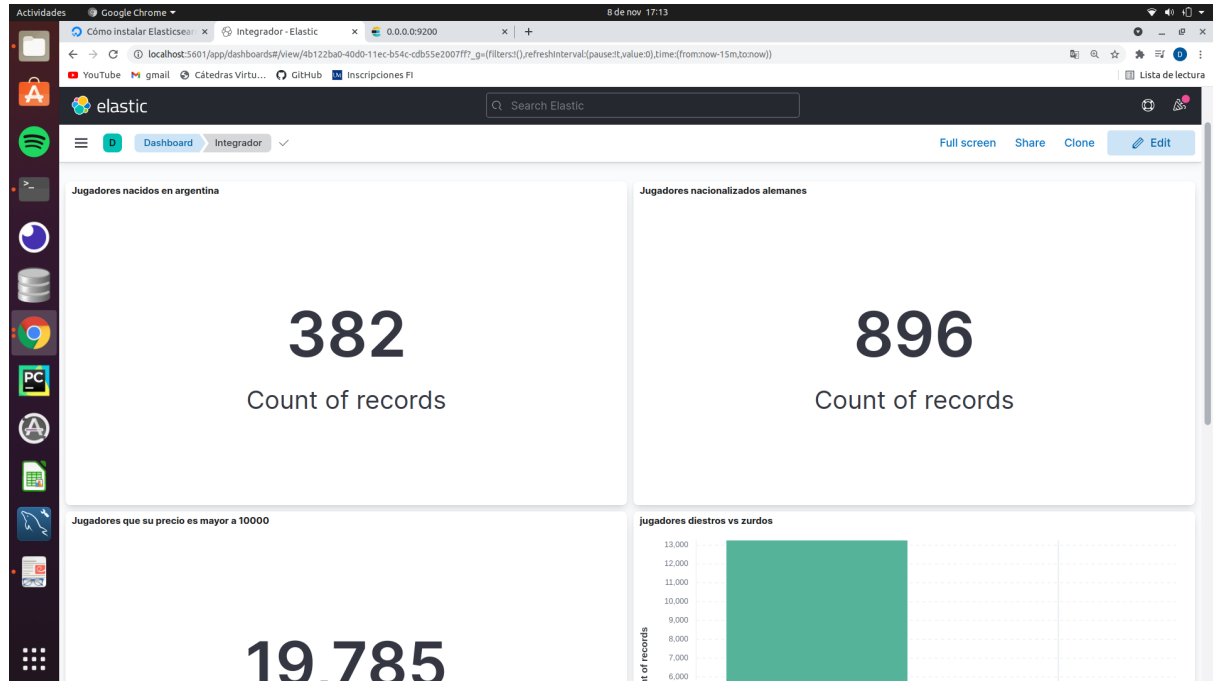 Actividades Google Chrome 8 de nov 17:13
Cómo instalar Elasticsear Integrador - Elastic 0.0.0.0:9200
localhost:5601/app/dashboards#/view/4b122ba0-40d0-11ec-b54c-cdb55e2007ff?_g=(filters:!(),refreshInterval:(pause:!t,value:0),time:(from:now-15m,to:now))
YouTube gmail Cátedras Virtu... GitHub Inscripciones FI Lista de lectura
elastic Search Elastic
D Dashboard Integrador Full screen Share Clone Edit
Jugadores nacidos en argentina
382
Count of records
Jugadores nacionalizados alemanes
896
Count of records
Jugadores que su precio es mayor a 10000
19,785
jugadores diestros vs zurdos
13,000
12,000
11,000
10,000
9,000
8,000
7,000
6,000
of records